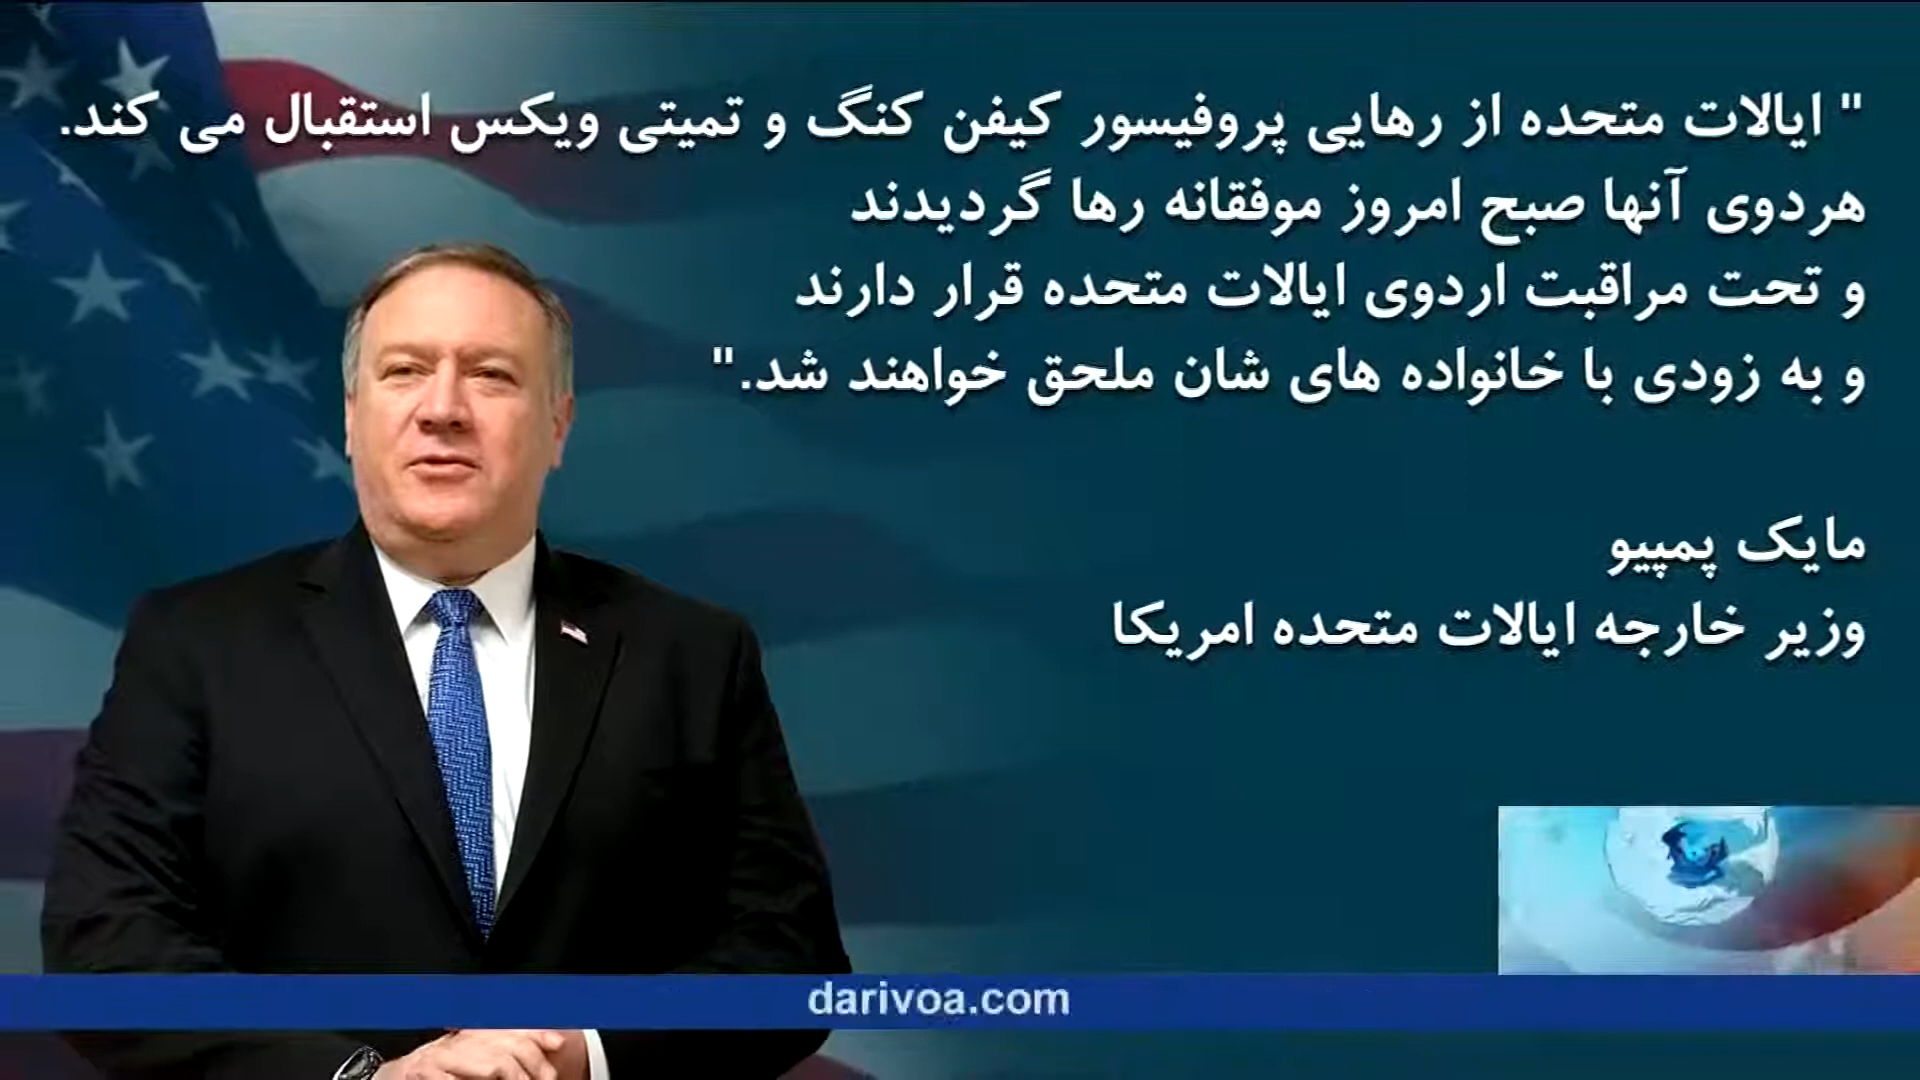 " ایالات متحده از رهایی پروفیسور کیفن کنگ و تمیتی ویکس استقبال می کند.
هردوی آنها صبح امروز موفقانه رها گردیدند
و تحت مراقبت اردوی ایالات متحده قرار دارند
و به زودی با خانواده های شان ملحق خواهند شد."
مایک پمپیو
وزیر خارجه ایالات متحده امریکا
darivoa.com